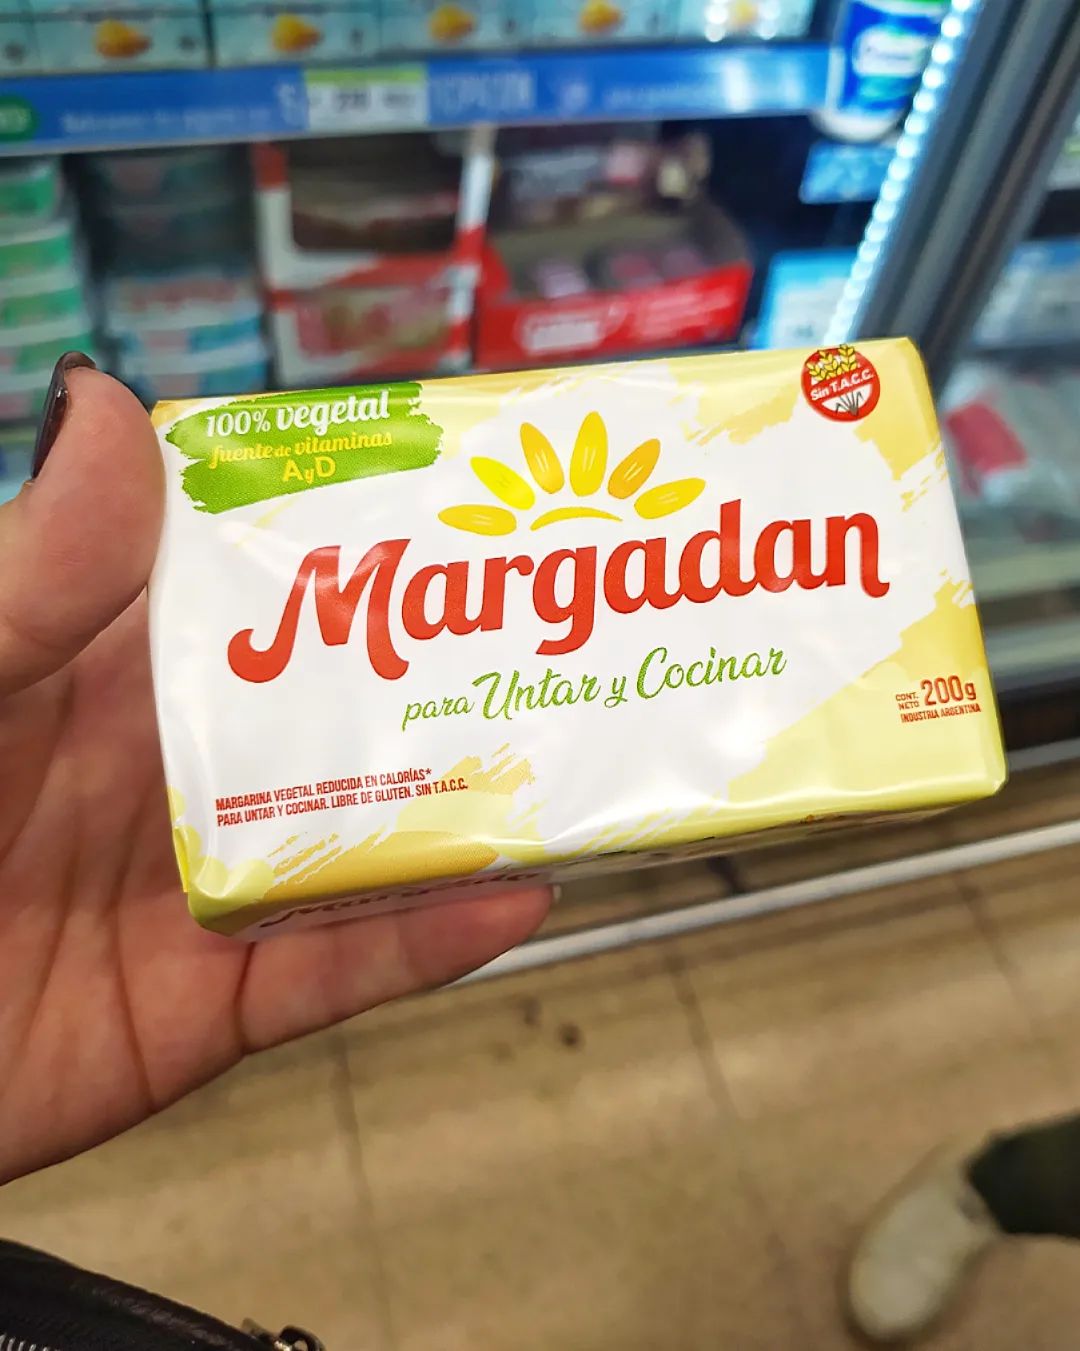 100% vegetal
fuente de vitaminas
A y D
Sin T.A.C.C.
Margadan
para Untar y Cocinar
CONT.
NETO 200g
INDUSTRIA ARGENTINA
MARGARINA VEGETAL REDUCIDA EN CALORÍAS*
PARA UNTAR Y COCINAR. LIBRE DE GLUTEN. SIN T.A.C.C.
Margadan